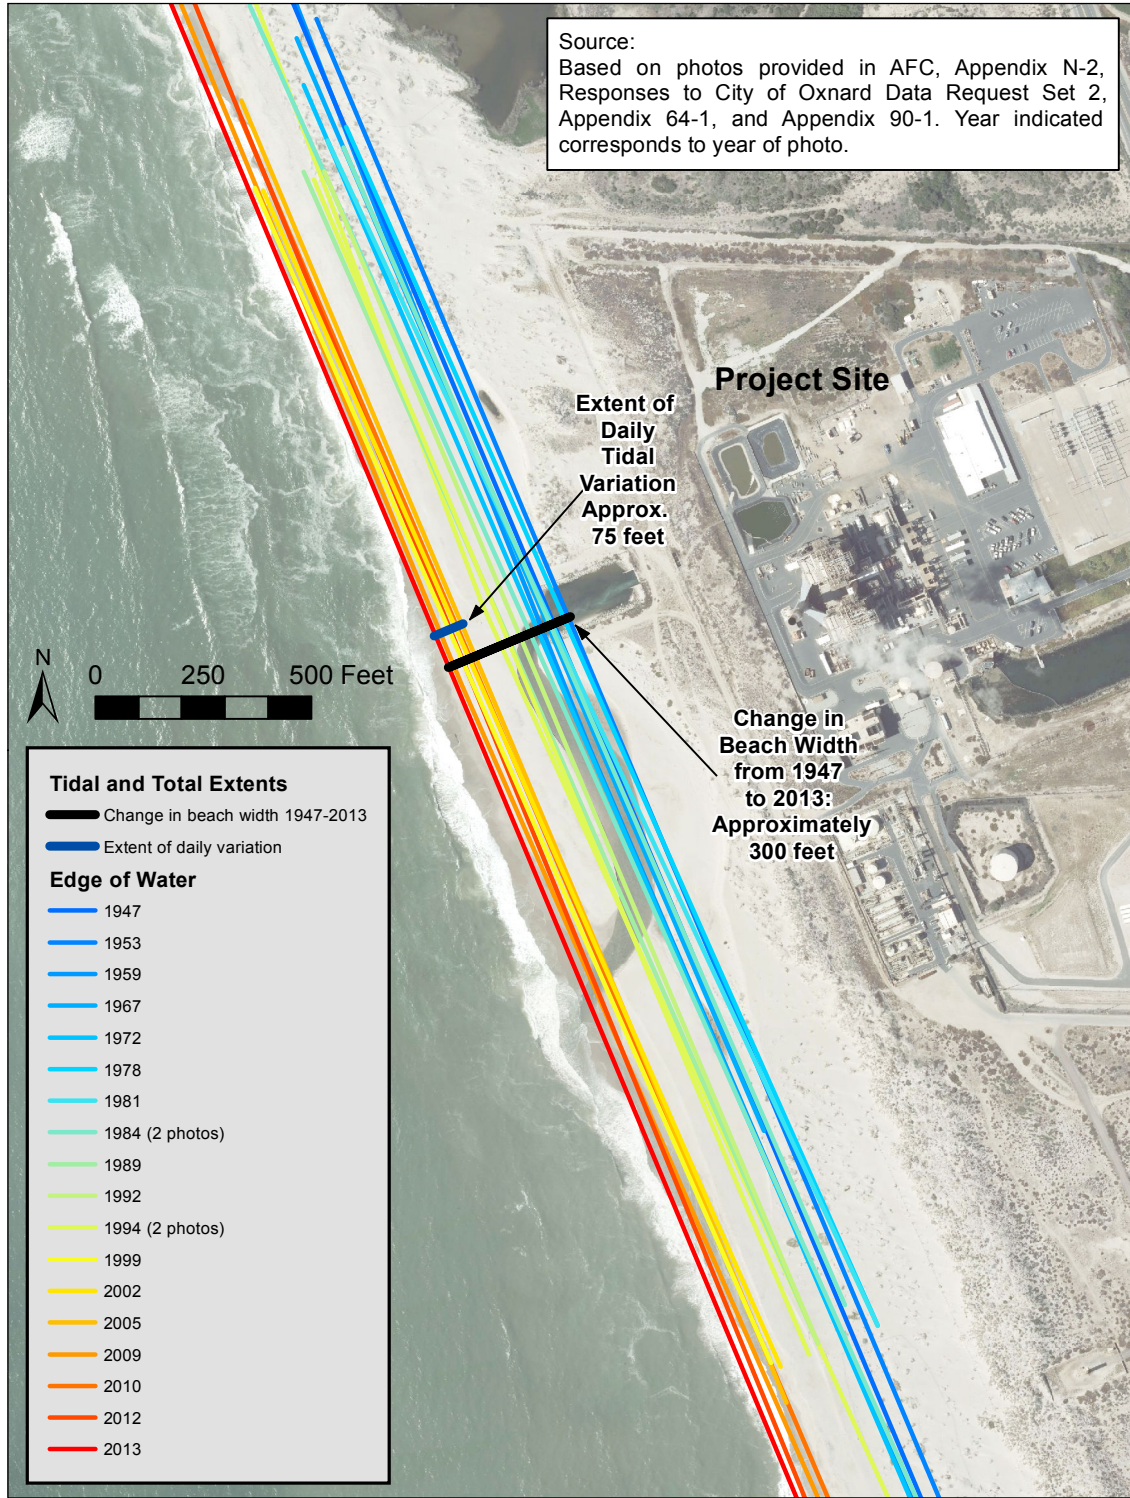 Source:
Based on photos provided in AFC, Appendix N-2,
Responses to City of Oxnard Data Request Set 2,
Appendix 64-1, and Appendix 90-1. Year indicated
corresponds to year of photo.
Project Site
Extent of
Daily
Tidal
Variation
Approx.
75 feet
N
0 250 500 Feet
Change in
Beach Width
from 1947
to 2013:
Approximately
300 feet
Tidal and Total Extents
Change in beach width 1947-2013
Extent of daily variation
Edge of Water
1947
1953
1959
1967
1972
1978
1981
1984 (2 photos)
1989
1992
1994 (2 photos)
1999
2002
2005
2009
2010
2012
2013